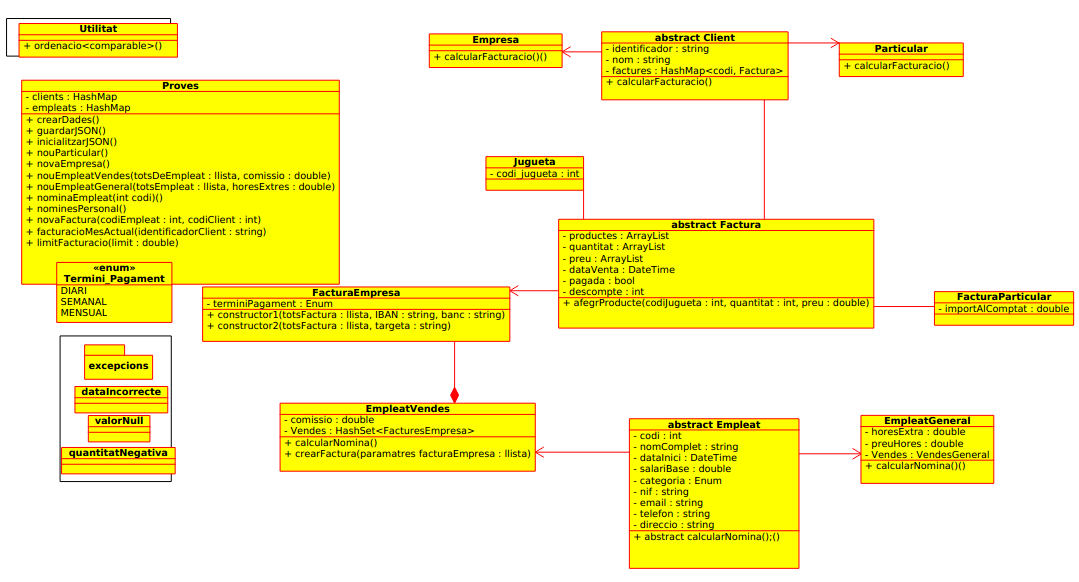 Utilitat
+ ordenacio<comparable>()
Empresa
+ calcularFacturacio()()
abstract Client
- identificador : string
- nom : string
- factures : HashMap<codi, Factura>
+ calcularFacturacio()
Particular
+ calcularFacturacio()
Proves
- clients : HashMap
- empleats : HashMap
+ crearDades()
+ guardarJSON()
+ inicialitzarJSON()
+ nouParticular()
+ novaEmpresa()
+ nouEmpleatVendes(totsDeEmpleat : llista, comissio : double)
+ nouEmpleatGeneral(totsEmpleat : llista, horesExtres : double)
+ nominaEmpleat(int codi)()
+ nominesPersonal()
+ novaFactura(codiEmpleat : int, codiClient : int)
+ facturacioMesActual(identificadorClient : string)
+ limitFacturacio(limit : double)
Jugueta
- codi_jugueta : int
abstract Factura
- productes : ArrayList
- quantitat : ArrayList
- preu : ArrayList
- dataVenta : DateTime
- pagada : bool
- descompte : int
+ afegrProducte(codiJugueta : int, quantitat : int, preu : double)
«enum»
Termini_Pagament
DIARI
SEMANAL
MENSUAL
FacturaEmpresa
- terminiPagament : Enum
+ constructor1(totsFactura : llista, IBAN : string, banc : string)
+ constructor2(totsFactura : llista, targeta : string)
FacturaParticular
- importAlComptat : double
excepcions
dataIncorrecte
valorNull
quantitatNegativa
EmpleatVendes
- comissio : double
- Vendes : HashSet<FacturesEmpresa>
+ calcularNomina()
+ crearFactura(paramatres facturaEmpresa : llista)
abstract Empleat
- codi : int
- nomComplet : string
- dataInici : DateTime
- salariBase : double
- categoria : Enum
- nif : string
- email : string
- telefon : string
- direccio : string
+ abstract calcularNomina();()
EmpleatGeneral
- horesExtra : double
- preuHores : double
- Vendes : VendesGeneral
+ calcularNomina()()